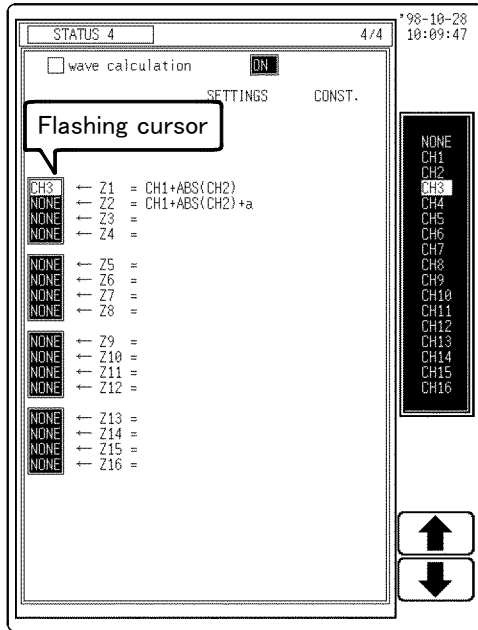 '98-10-28
STATUS 4 4/4 10:09:47
wave calculation ON
SETTINGS CONST.
Flashing cursor
CH3 ← Z1 = CH1+ABS(CH2)
NONE ← Z2 = CH1+ABS(CH2)+a
NONE ← Z3 =
NONE ← Z4 =
NONE ← Z5 =
NONE ← Z6 =
NONE ← Z7 =
NONE ← Z8 =
NONE ← Z9 =
NONE ← Z10 =
NONE ← Z11 =
NONE ← Z12 =
NONE ← Z13 =
NONE ← Z14 =
NONE ← Z15 =
NONE ← Z16 =
NONE
CH1
CH2
CH3
CH4
CH5
CH6
CH7
CH8
CH9
CH10
CH11
CH12
CH13
CH14
CH15
CH16